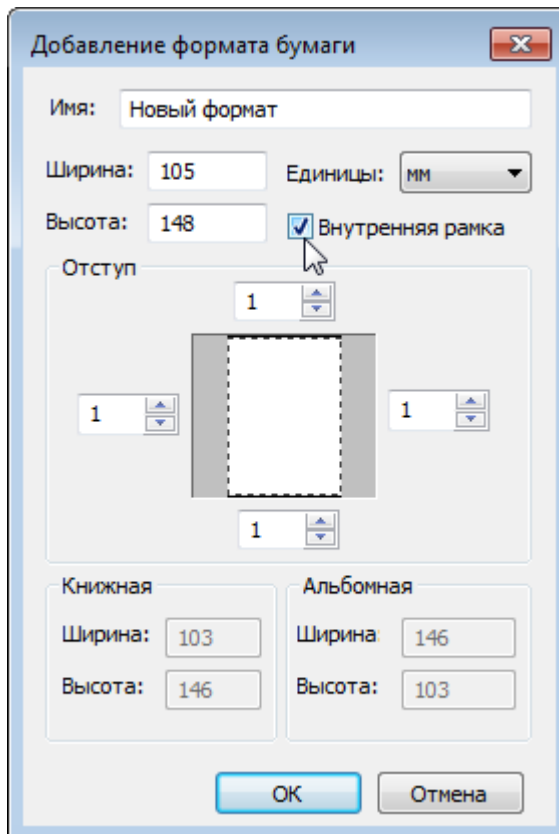 Добавление формата бумаги
Имя: Новый формат
Ширина: 105 Единицы: мм
Высота: 148 Внутренняя рамка
Отступ
1
1 1
1
Книжная Альбомная
Ширина: 103 Ширина: 146
Высота: 146 Высота: 103
OK Отмена